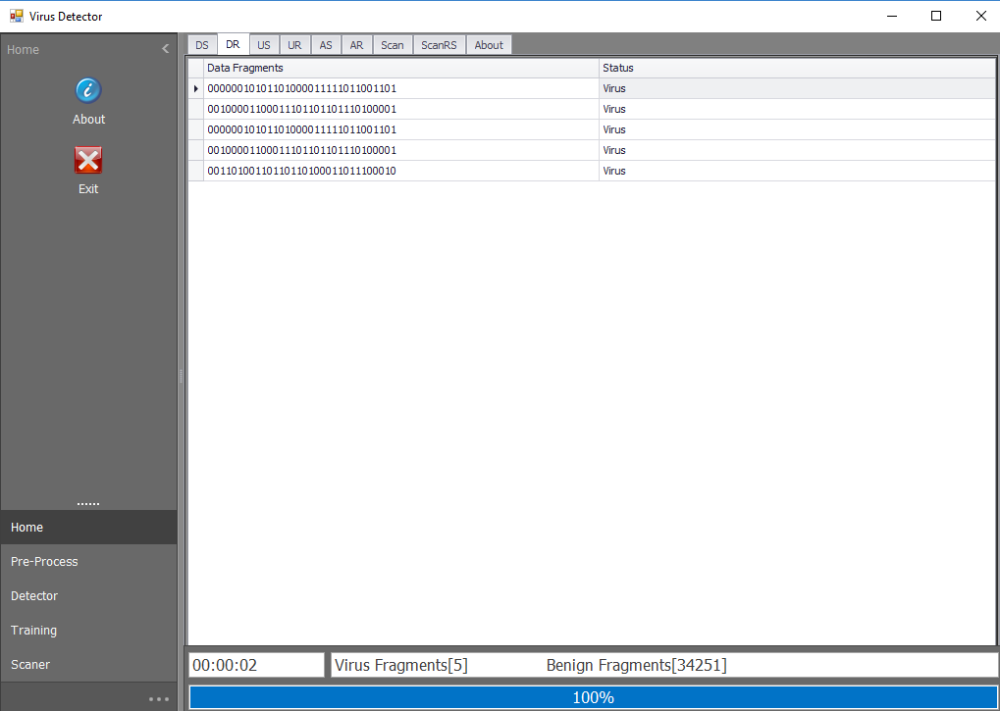 Virus Detector
Home
About
Exit
Home
Pre-Process
Detector
Training
Scaner
DS DR US UR AS AR Scan ScanRS About
Data Fragments Status
00000010101101000011111011001101 Virus
00100001100011101101101110100001 Virus
00000010101101000011111011001101 Virus
00100001100011101101101110100001 Virus
00110100110110110100011011100010 Virus
00:00:02 Virus Fragments[5] Benign Fragments[34251]
100%